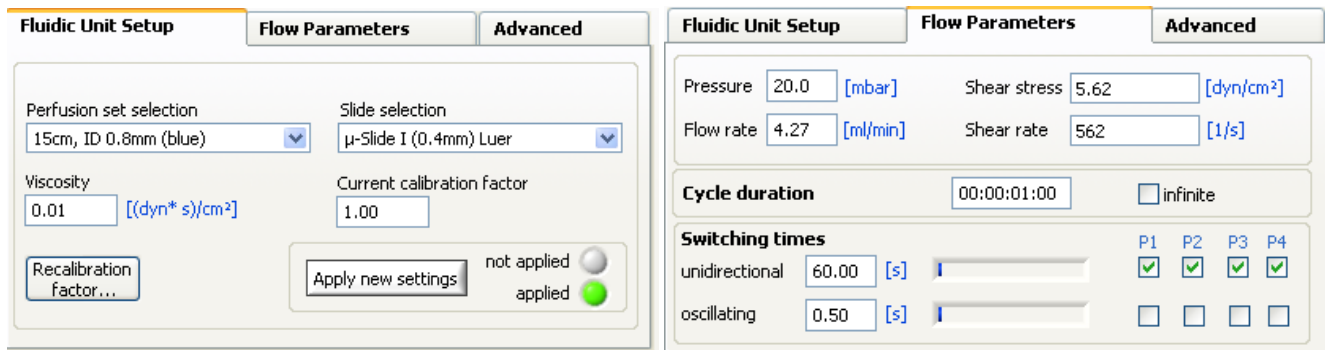 Fluidic Unit Setup Flow Parameters Advanced
Perfusion set selection Slide selection
15cm, ID 0.8mm (blue) µ-Slide I (0.4mm) Luer
Viscosity Current calibration factor
0.01 [(dyn* s)/cm²] 1.00
Recalibration
factor...
Apply new settings
not applied
applied
Fluidic Unit Setup Flow Parameters Advanced
Pressure 20.0 [mbar] Shear stress 5.62 [dyn/cm²]
Flow rate 4.27 [ml/min] Shear rate 562 [1/s]
Cycle duration 00:00:01:00 infinite
Switching times P1 P2 P3 P4
unidirectional 60.00 [s]
oscillating 0.50 [s]